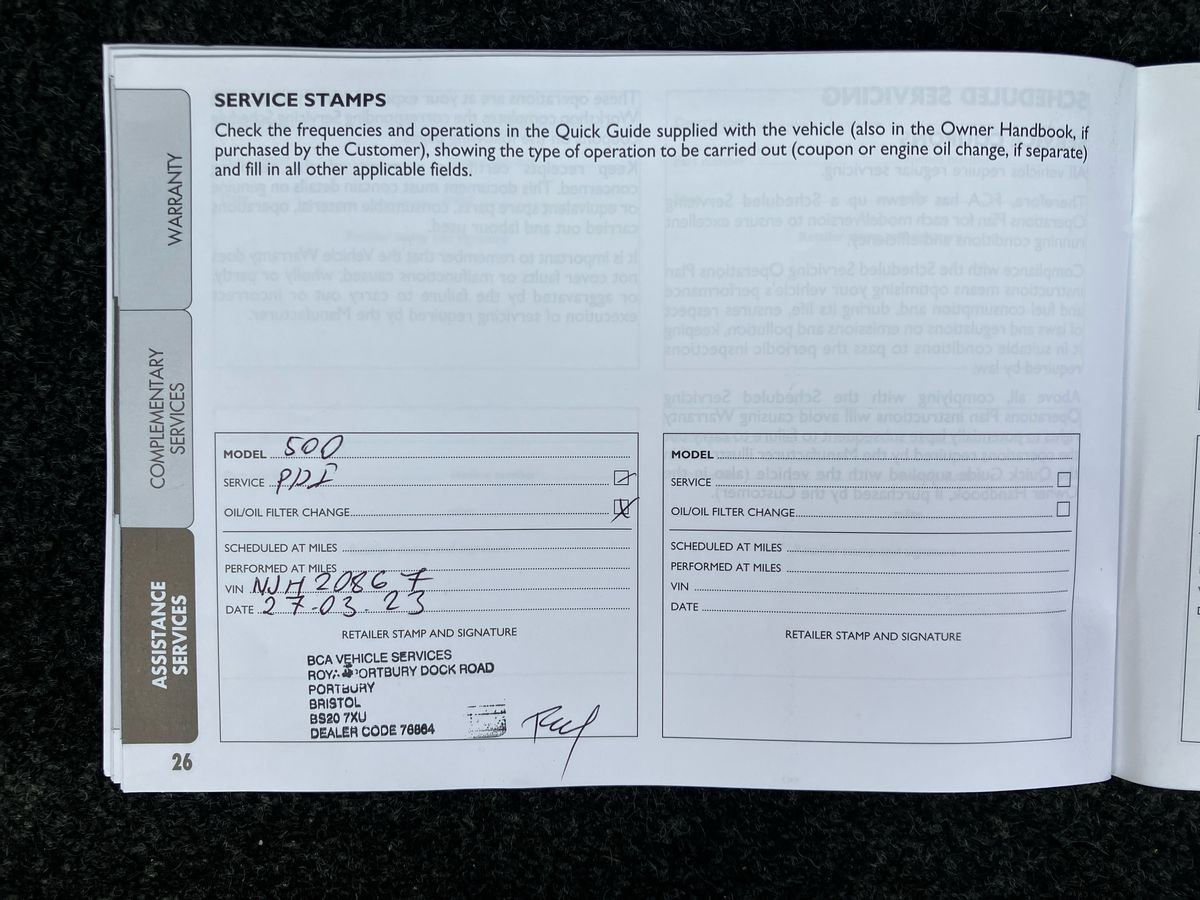 SERVICE STAMPS
Check the frequencies and operations in the Quick Guide supplied with the vehicle (also in the Owner Handbook, if
purchased by the Customer), showing the type of operation to be carried out (coupon or engine oil change, if separate)
and fill in all other applicable fields.
WARRANTY
COMPLEMENTARY
SERVICES
ASSISTANCE
SERVICES
MODEL 500
SERVICE PDI
OIL/OIL FILTER CHANGE
SCHEDULED AT MILES
PERFORMED AT MILES
VIN NJH20867
DATE 27-03-23
RETAILER STAMP AND SIGNATURE
BCA VEHICLE SERVICES
PORTBURY DOCK ROAD
PORTBURY
BRISTOL
BS20 7XU
DEALER CODE
MODEL
SERVICE
OIL/OIL FILTER CHANGE
SCHEDULED AT MILES
PERFORMED AT MILES
VIN
DATE
RETAILER STAMP AND SIGNATURE
26